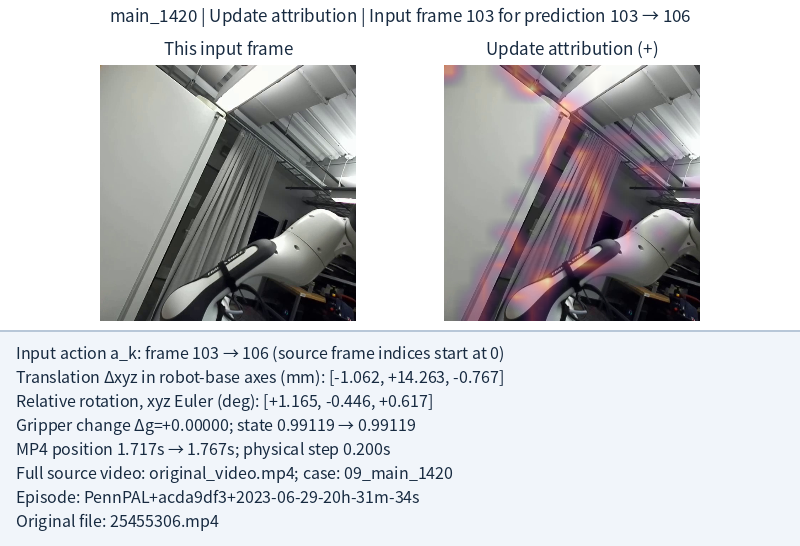 main_1420 | Update attribution | Input frame 103 for prediction 103 → 106
This input frame
Update attribution (+)
Input action a_k: frame 103 → 106 (source frame indices start at 0)
Translation Δxyz in robot-base axes (mm): [-1.062, +14.263, -0.767]
Relative rotation, xyz Euler (deg): [+1.165, -0.446, +0.617]
Gripper change Δg=+0.00000; state 0.99119 → 0.99119
MP4 position 1.717s → 1.767s; physical step 0.200s
Full source video: original_video.mp4; case: 09_main_1420
Episode: PennPAL+acda9df3+2023-06-29-20h-31m-34s
Original file: 25455306.mp4